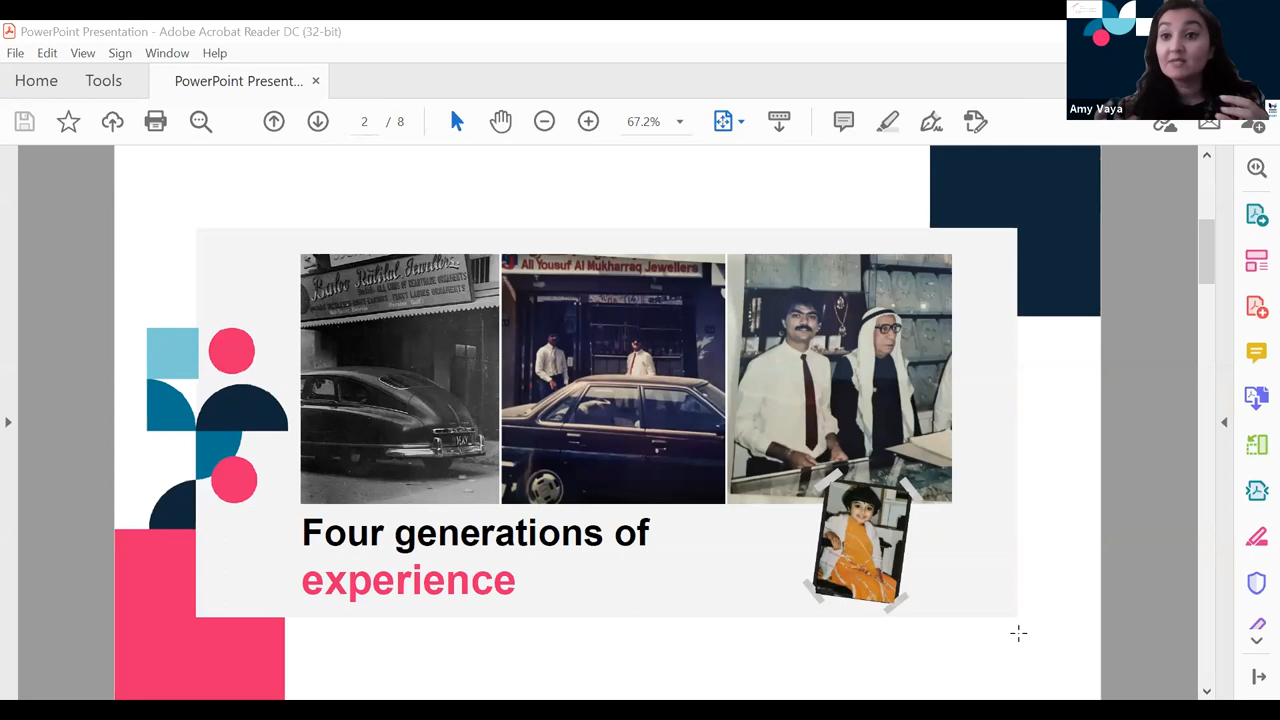 PowerPoint Presentation - Adobe Acrobat Reader DC (32-bit)
File Edit View Sign Window Help
Home Tools PowerPoint Present... ×
2 / 8 67.2%
Amy Vaya
Jewellers
Ali Yousuf Al Mukharraq Jewellers
Four generations of
experience